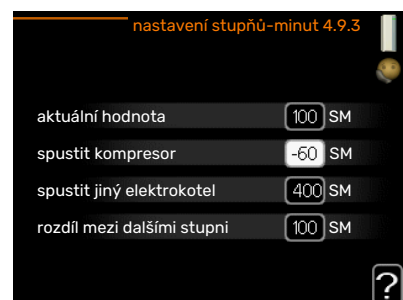 nastavení stupňů-minut 4.9.3
aktuální hodnota 100 SM
spustit kompresor -60 SM
spustit jiný elektrokotel 400 SM
rozdíl mezi dalšími stupni 100 SM
?